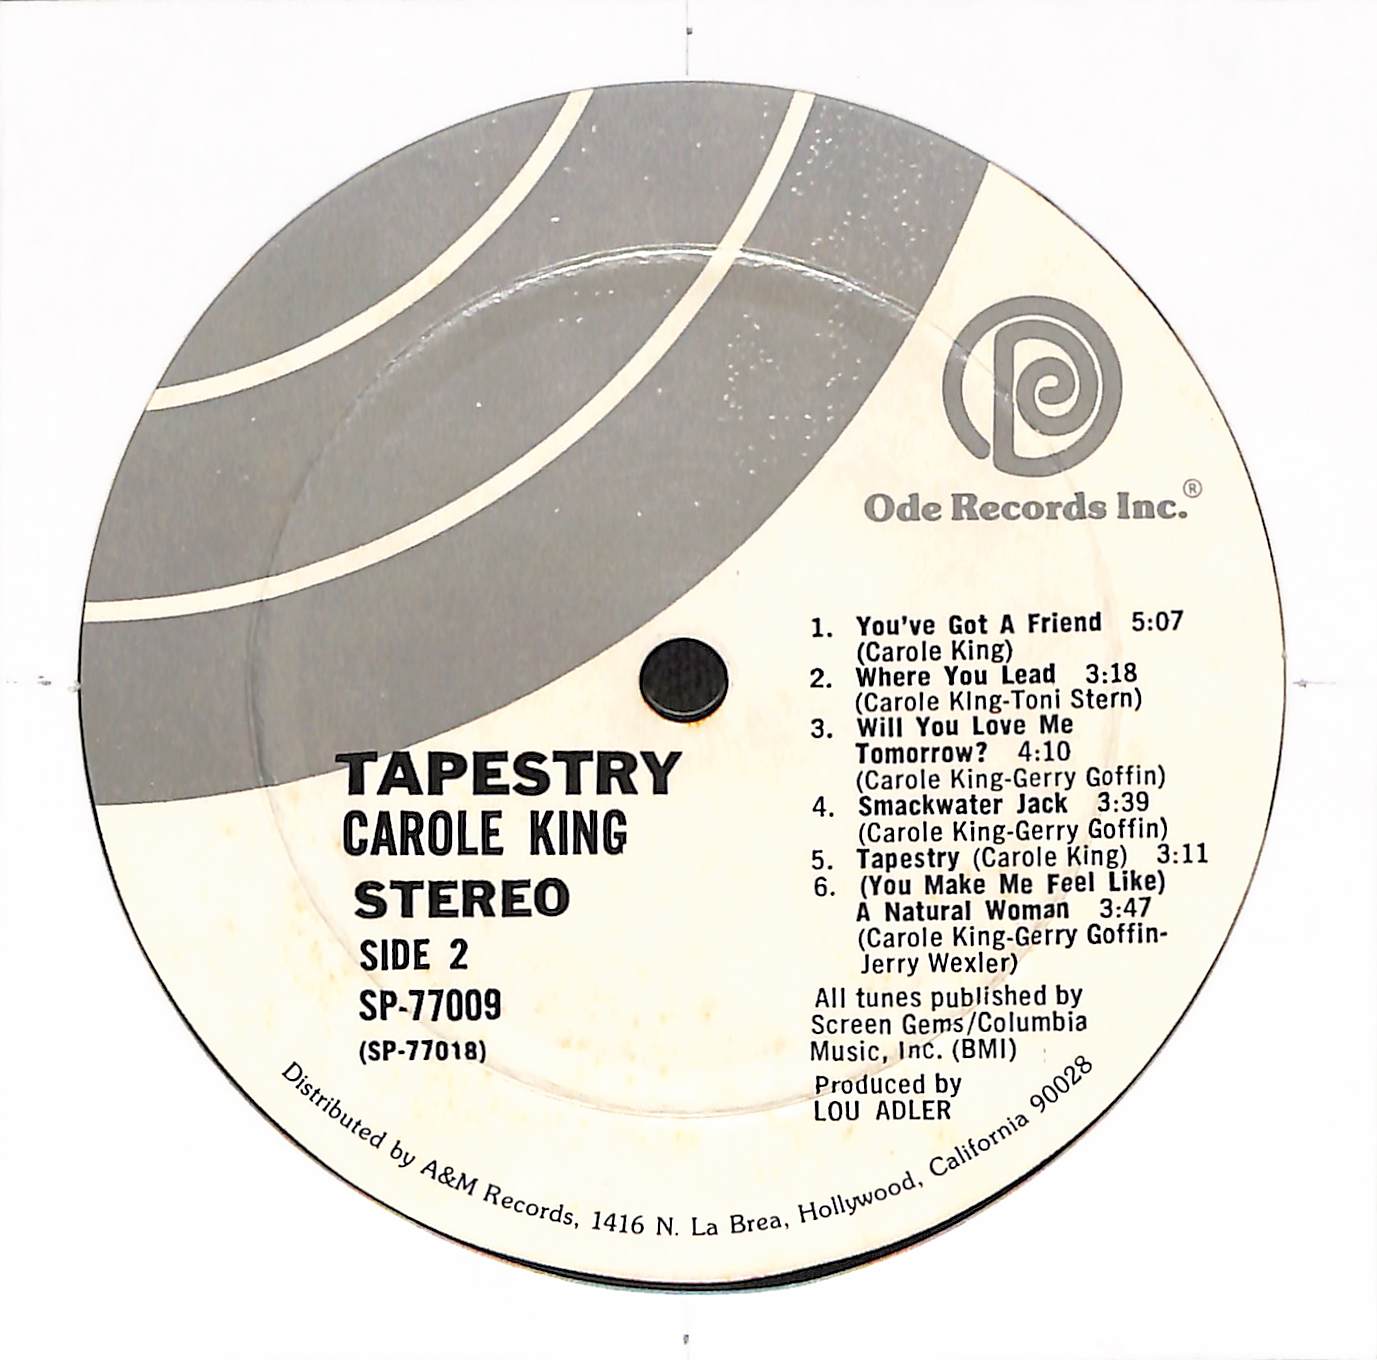 Ode Records Inc.®
1. You've Got A Friend 5:07
(Carole King)
2. Where You Lead 3:18
(Carole KIng-Toni Stern)
3. Will You Love Me
Tomorrow? 4:10
(Carole King-Gerry Goffin)
4. Smackwater Jack 3:39
(Carole King-Gerry Goffin)
5. Tapestry (Carole King) 3:11
6. (You Make Me Feel Like)
A Natural Woman 3:47
(Carole King-Gerry Goffin-
Jerry Wexler)
All tunes published by
Screen Gems/Columbia
Music, Inc. (BMI)
Produced by
LOU ADLER
TAPESTRY
CAROLE KING
STEREO
SIDE 2
SP-77009
(SP-77018)
Distributed by A&M Records, 1416 N. La Brea, Hollywood, California 90028